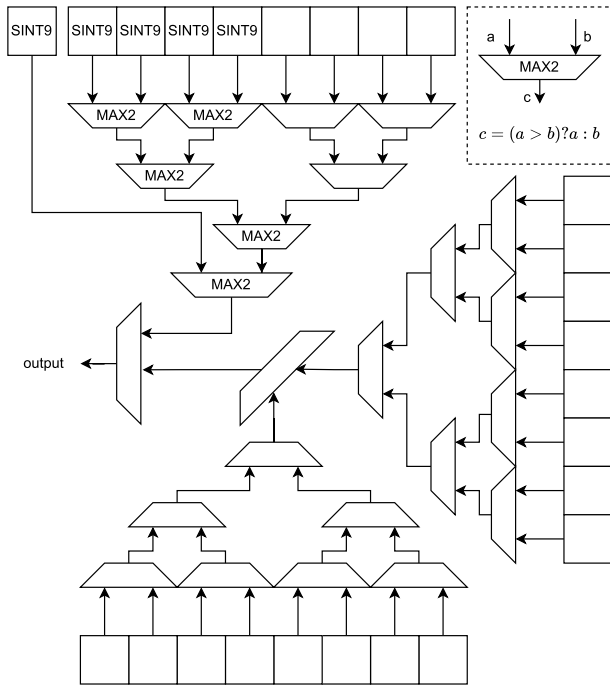 SINT9 SINT9 SINT9 SINT9 SINT9
a b
MAX2
c
c = (a > b)?a : b
MAX2 MAX2
MAX2
MAX2
MAX2
output